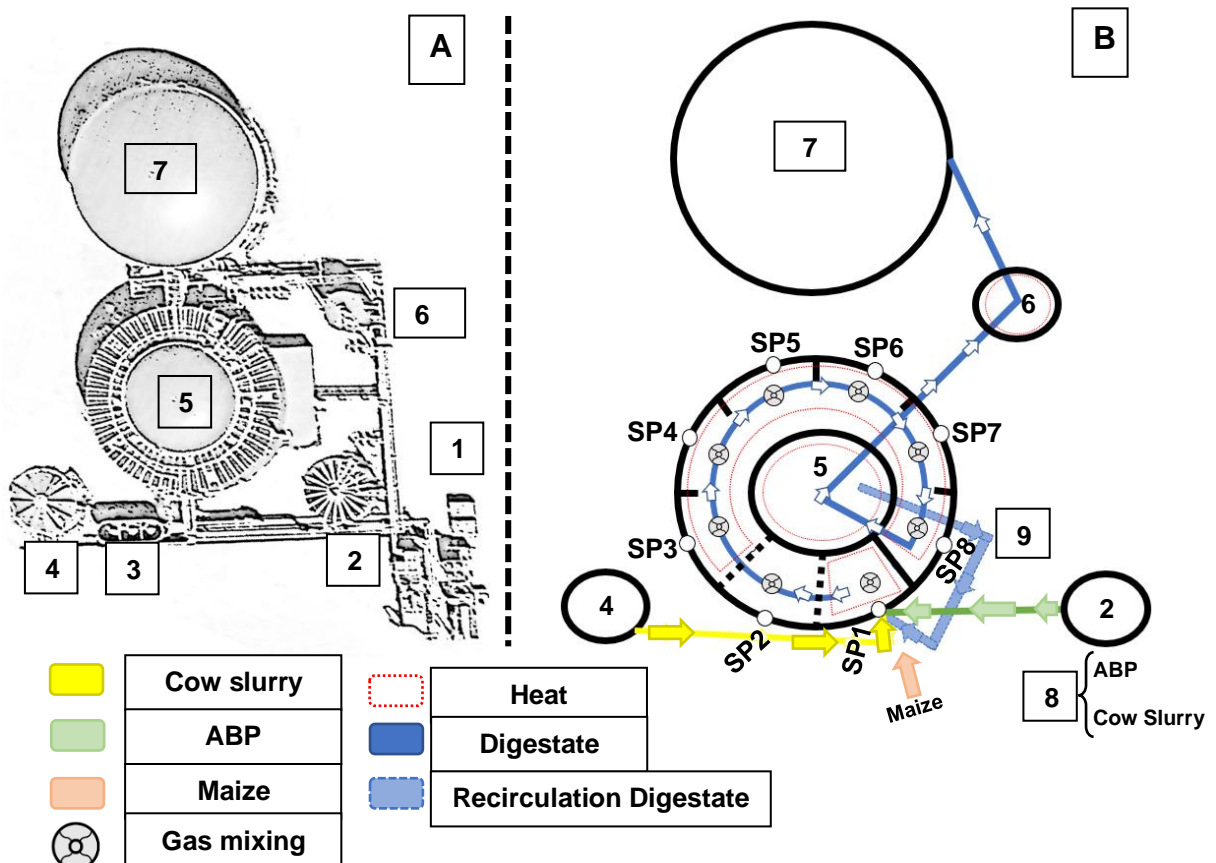 A
B
7
7
6
6
SP5
SP6
5
SP4
SP7
5
1
SP3
SP8
9
4
3
2
4
SP2
SP1
2
Maize
8
ABP
Cow Slurry
Cow slurry
Heat
ABP
Digestate
Maize
Recirculation Digestate
Gas mixing